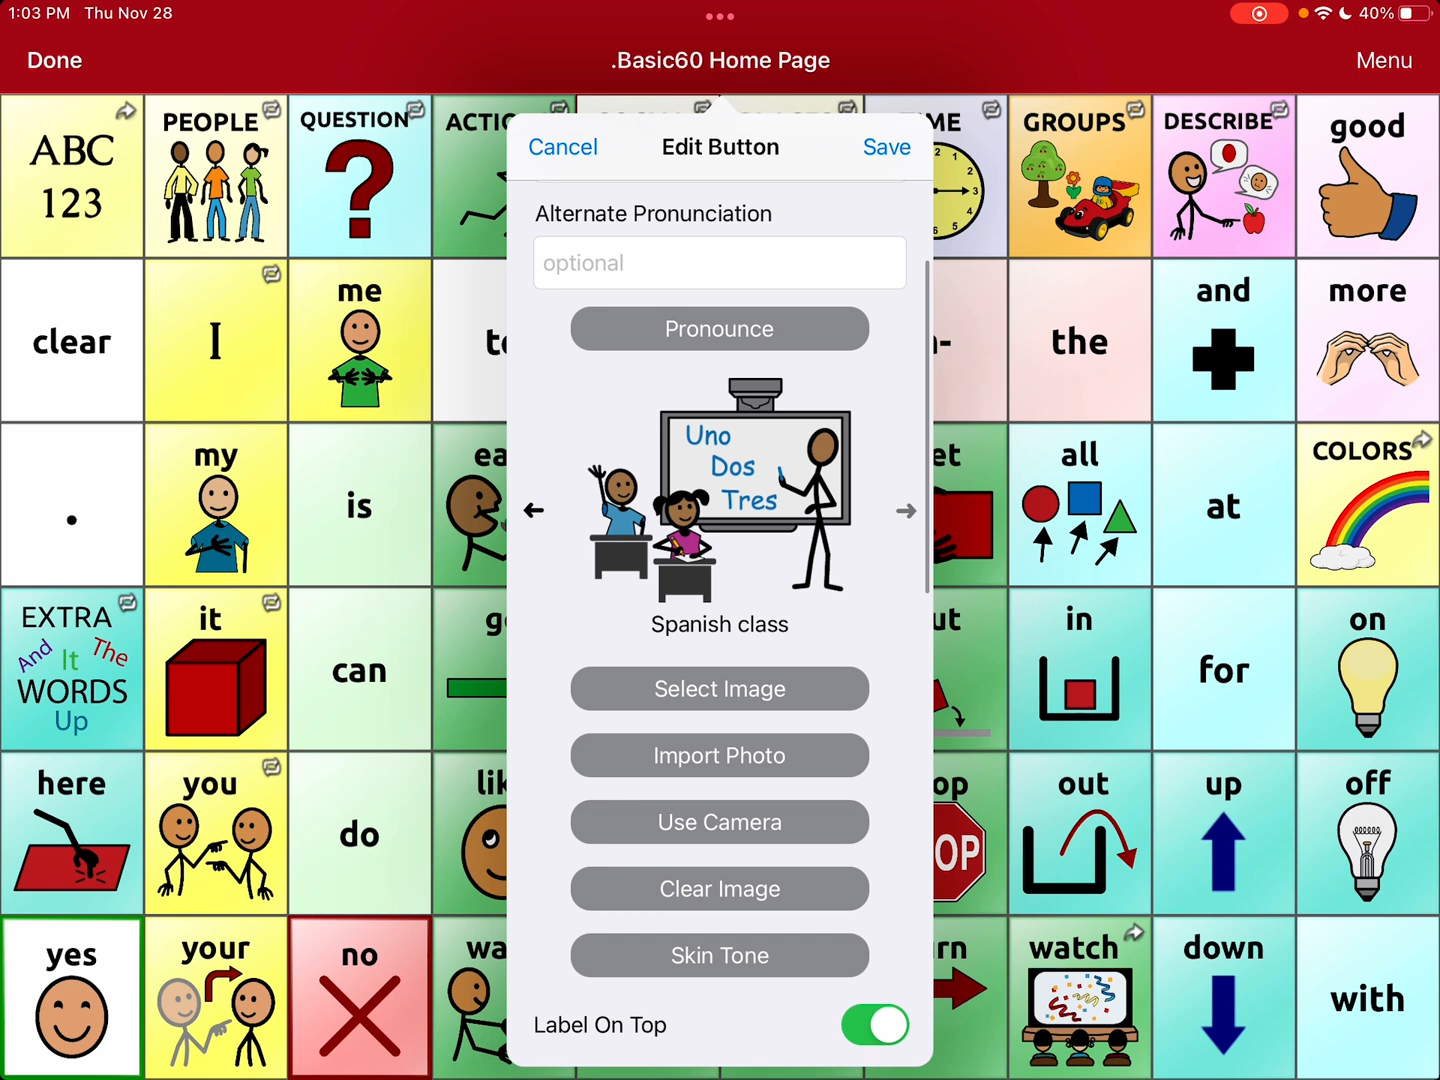 1:03 PM Thu Nov 28
40%
Done
.Basic60 Home Page
Menu
ABC
123
PEOPLE
QUESTION
GROUPS
DESCRIBE
good
Cancel
Edit Button
Save
Alternate Pronunciation
optional
Pronounce
Uno
Dos
Tres
Spanish class
Select Image
Import Photo
Use Camera
Clear Image
Skin Tone
Label On Top
clear
I
me
the
and
more
.
my
is
all
at
COLORS
EXTRA
And It The
WORDS
Up
it
can
in
for
on
here
you
do
out
up
off
yes
your
no
watch
down
with